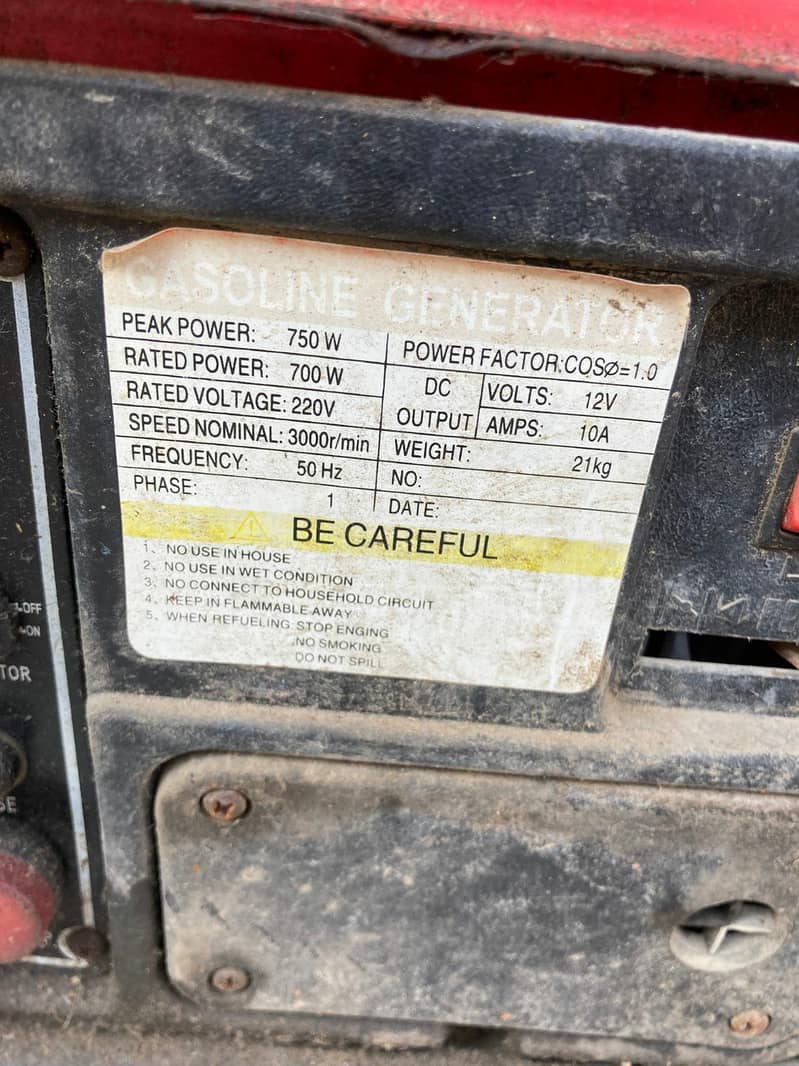 GASOLINE GENERATOR
PEAK POWER: 750 W
RATED POWER: 700 W
RATED VOLTAGE: 220V
SPEED NOMINAL: 3000r/min
FREQUENCY: 50 Hz
PHASE: 1
POWER FACTOR:COSØ=1.0
DC OUTPUT
VOLTS: 12V
AMPS: 10A
WEIGHT: 21kg
NO:
DATE:
BE CAREFUL
1、NO USE IN HOUSE
2、NO USE IN WET CONDITION
3、NO CONNECT TO HOUSEHOLD CIRCUIT
4、KEEP IN FLAMMABLE AWAY
5、WHEN REFUELING: STOP ENGING
NO SMOKING
DO NOT SPILL
OFF
ON